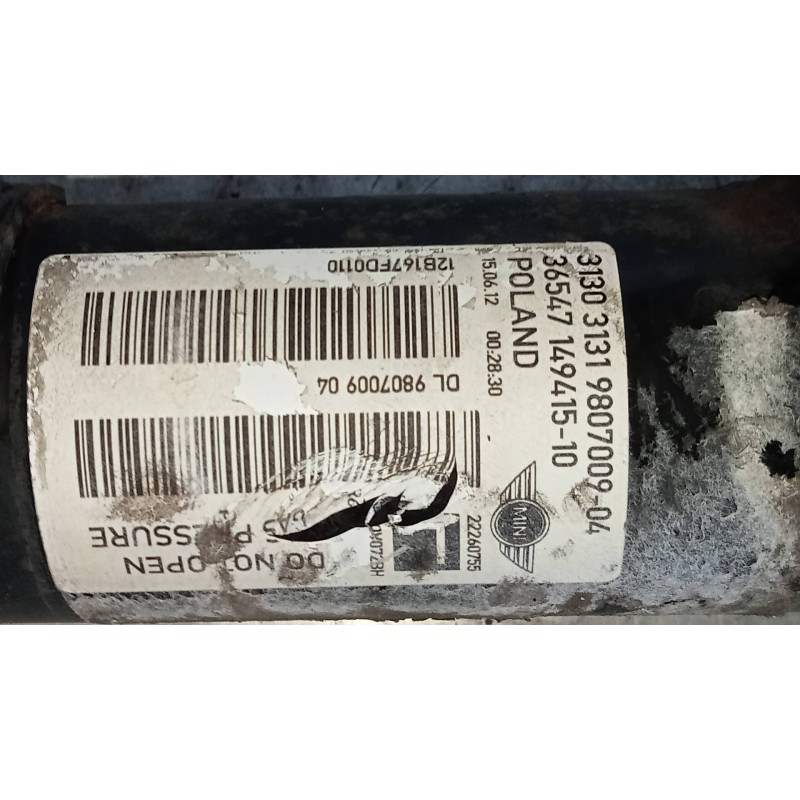 3130 3131 9807009-04
36547 149415-10
POLAND
15.06.12 00:28:30
12B167FD0110
DL 9807009 04
MINI
22260755
DO NOT OPEN
GAS PRESSURE